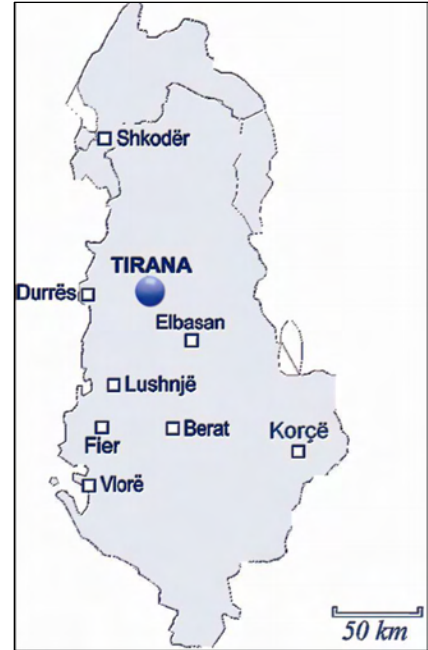 Shkodër
TIRANA
Durrës
Elbasan
Lushnjë
Fier
Berat
Korçë
Vlorë
50 km